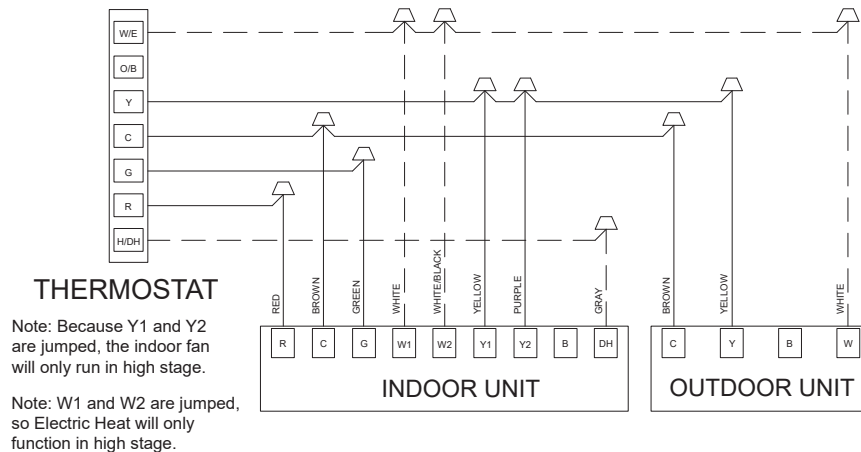 W/E
O/B
Y
C
G
R
H/DH
THERMOSTAT
Note: Because Y1 and Y2
are jumped, the indoor fan
will only run in high stage.
Note: W1 and W2 are jumped,
so Electric Heat will only
function in high stage.
RED
BROWN
GREEN
WHITE
WHITE/BLACK
YELLOW
PURPLE
GRAY
BROWN
YELLOW
WHITE
R C G W1 W2 Y1 Y2 B DH
INDOOR UNIT
C Y B W
OUTDOOR UNIT